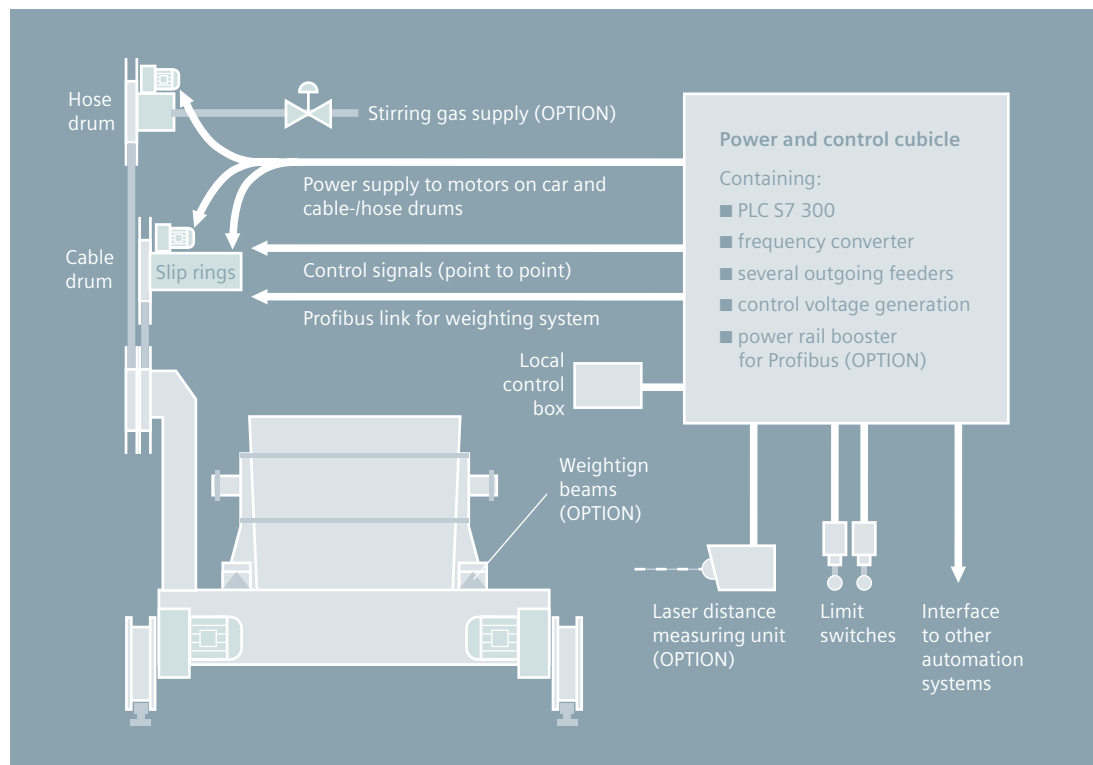 Hose
drum
Stirring gas supply (OPTION)
Power supply to motors on car and
cable-/hose drums
Cable
drum
Slip rings
Control signals (point to point)
Profibus link for weighting system
Power and control cubicle
Containing:
■ PLC S7 300
■ frequency converter
■ several outgoing feeders
■ control voltage generation
■ power rail booster
for Profibus (OPTION)
Local
control
box
Weightign
beams
(OPTION)
Laser distance
measuring unit
(OPTION)
Limit
switches
Interface
to other
automation
systems